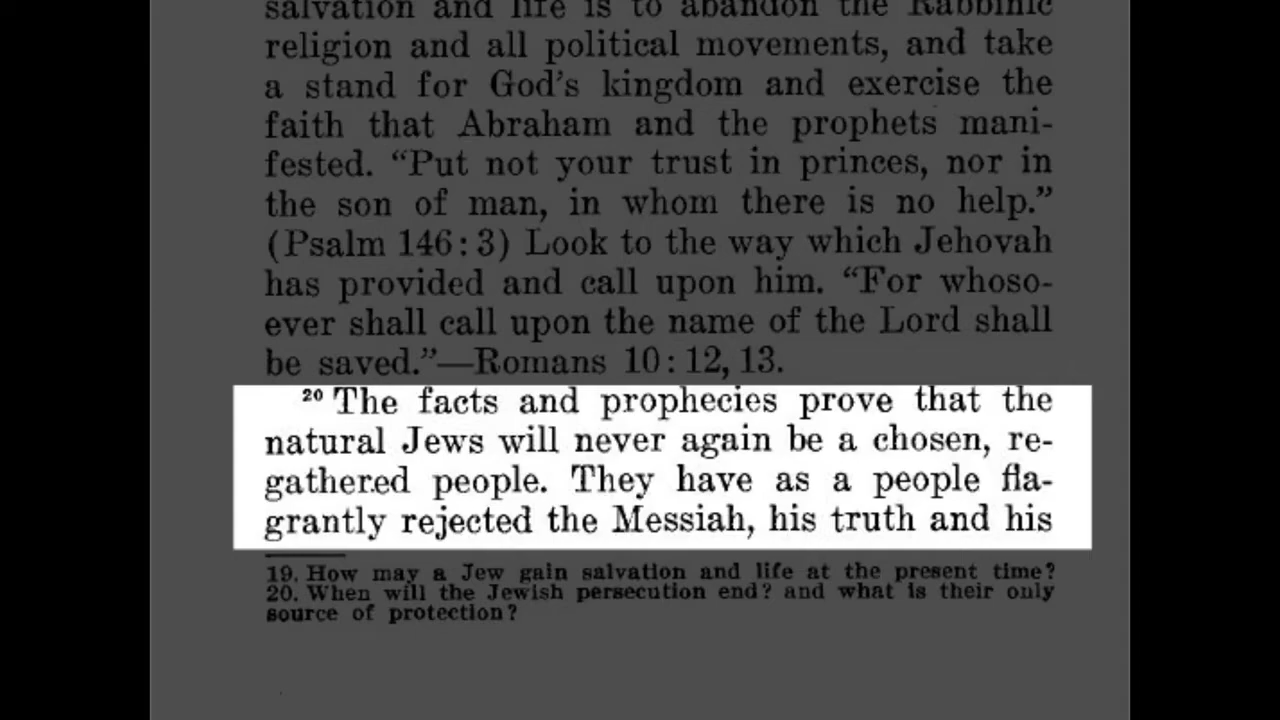 salvation and life is to abandon the Rabbinic
religion and all political movements, and take
a stand for God's kingdom and exercise the
faith that Abraham and the prophets mani-
fested. “Put not your trust in princes, nor in
the son of man, in whom there is no help.”
(Psalm 146:3) Look to the way which Jehovah
has provided and call upon him. “For whoso-
ever shall call upon the name of the Lord shall
be saved.”—Romans 10:12, 13.
20 The facts and prophecies prove that the
natural Jews will never again be a chosen, re-
gathered people. They have as a people fla-
grantly rejected the Messiah, his truth and his
19. How may a Jew gain salvation and life at the present time?
20. When will the Jewish persecution end? and what is their only
source of protection?